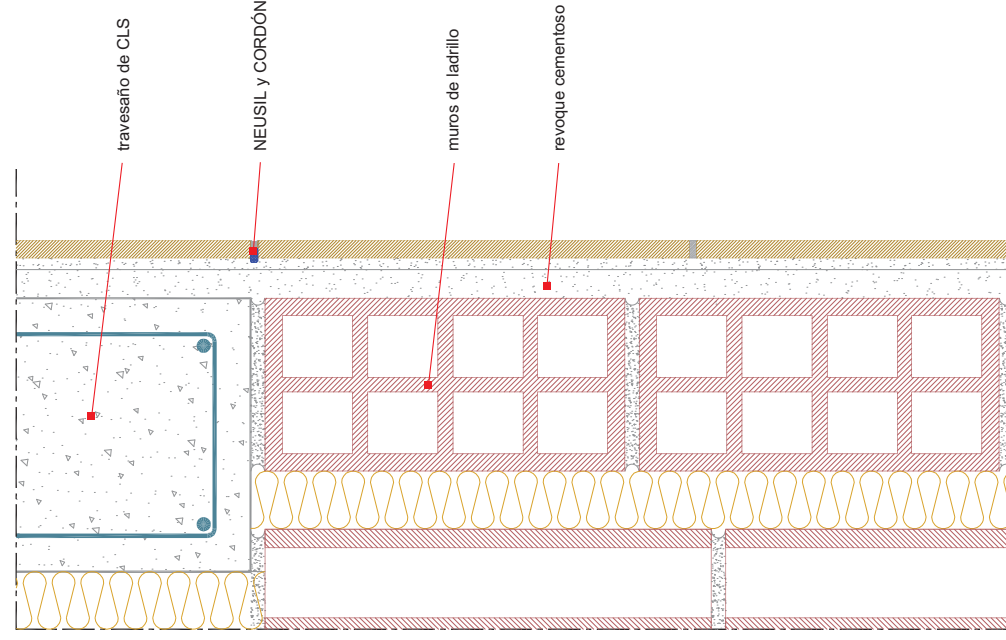 travesaño de CLS
NEUSIL y CORDÓN
muros de ladrillo
revoque cementoso